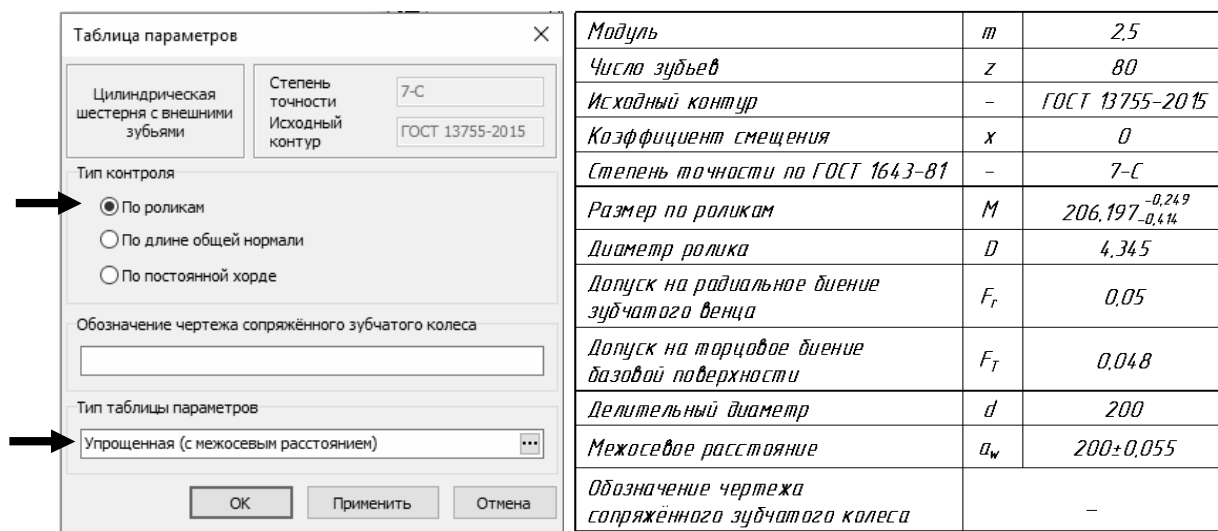 Таблица параметров
Цилиндрическая
шестерня с внешними
зубьями
Степень
точности
7-C
Исходный
контур
ГОСТ 13755-2015
Тип контроля
По роликам
По длине общей нормали
По постоянной хорде
Обозначение чертежа сопряжённого зубчатого колеса
Тип таблицы параметров
Упрощенная (с межосевым расстоянием)
...
ОК Применить Отмена
Модуль m 2,5
Число зубьев z 80
Исходный контур – ГОСТ 13755-2015
Коэффициент смещения x 0
Степень точности по ГОСТ 1643-81 – 7-C
Размер по роликам M 206,197 -0,249 -0,414
Диаметр ролика D 4,345
Допуск на радиальное биение
зубчатого венца Fr 0,05
Допуск на торцовое биение
базовой поверхности FT 0,048
Делительный диаметр d 200
Межосевое расстояние aw 200±0,055
Обозначение чертежа
сопряжённого зубчатого колеса –